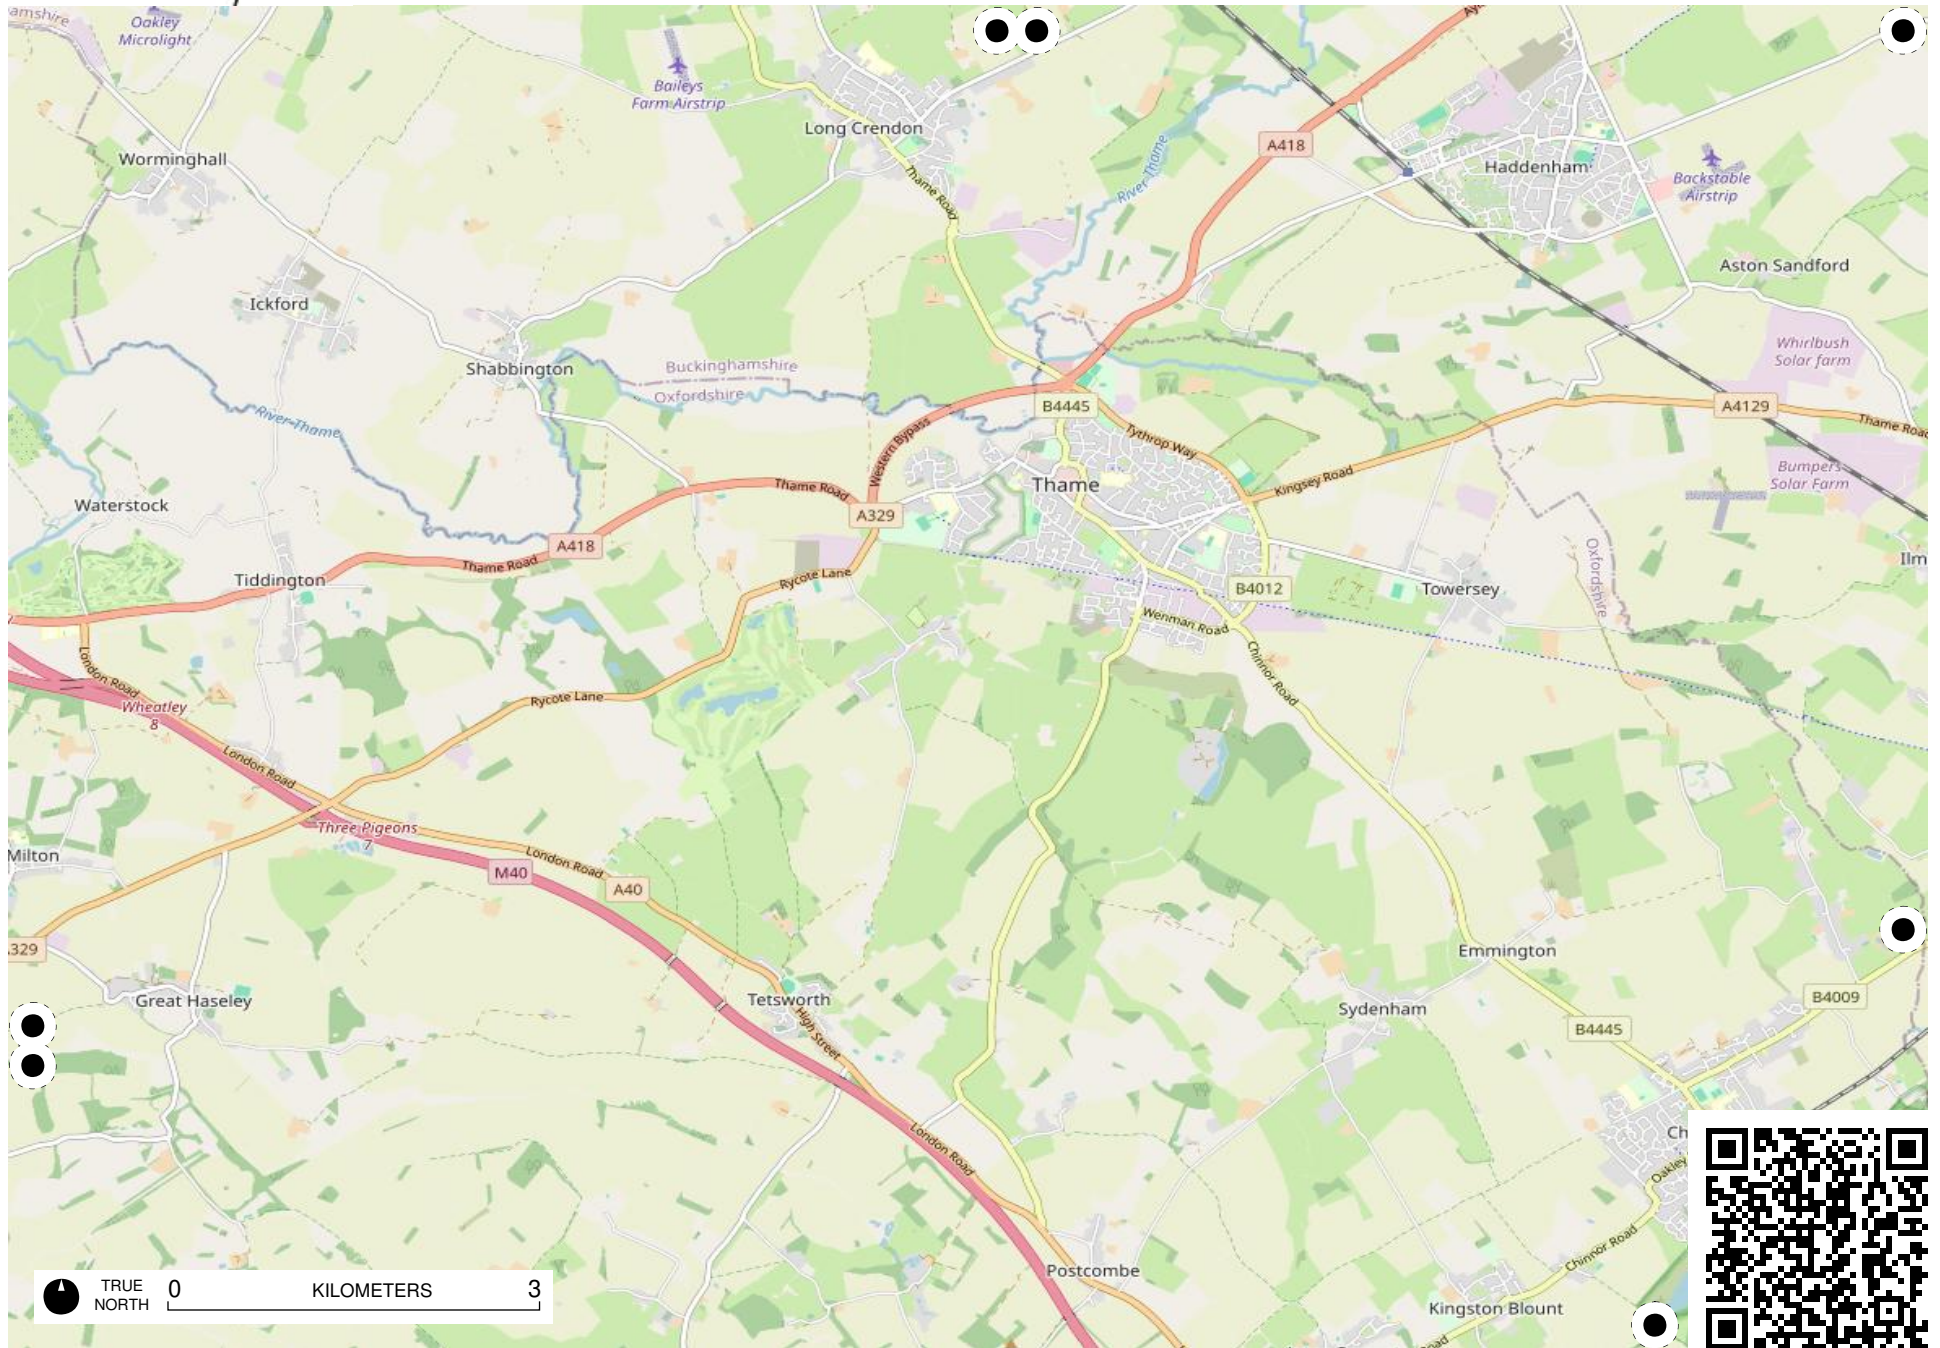 Oakley
Microlight
amshire
Baileys
Farm Airstrip
Long Crendon
Worminghall
Thame Road
River Thame
A418
Haddenham
Backstable
Airstrip
Aston Sandford
Ickford
Shabbington
Buckinghamshire
Oxfordshire
Whirlbush
Solar farm
B4445
A4129
Thame Road
River Thame
Western Bypass
Tythrop Way
Kingsey Road
Bumpers
Solar Farm
Thame
Thame Road
A329
Waterstock
A418
Thame Road
Oxfordshire
Tiddington
Rycote Lane
B4012
Towersey
Wenman Road
London Road
Chinnor Road
Rycote Lane
Wheatley
8
London Road
Three Pigeons
7
Milton
London Road
M40
A40
329
Emmington
Great Haseley
Tetsworth
High Street
Sydenham
B4009
B4445
London Road
Ch
Oakley
Chinnor Road
Postcombe
Kingston Blount
TRUE
NORTH
0 KILOMETERS 3